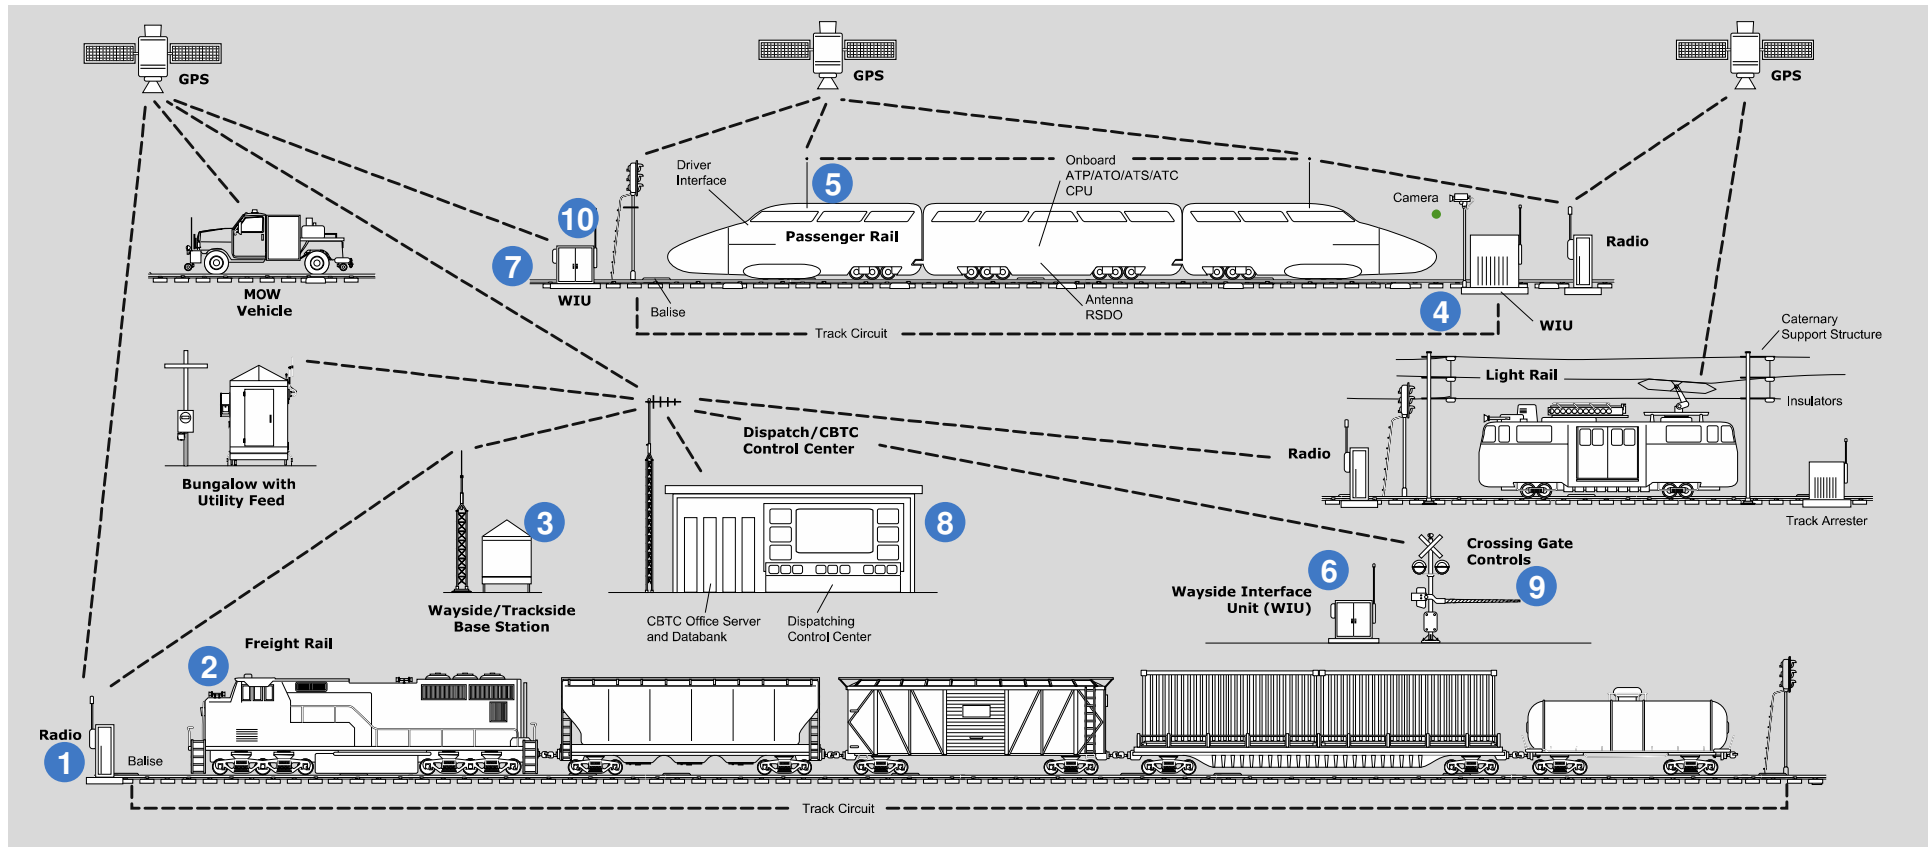 GPS
GPS
GPS
Driver
Interface
Onboard
ATP/ATO/ATS/ATC
CPU
5
Camera
10
Passenger Rail
Radio
7
MOW
Vehicle
WIU
Balise
Antenna
RSDO
4
WIU
Track Circuit
Caternary
Support Structure
Light Rail
Insulators
Dispatch/CBTC
Control Center
Radio
Bungalow with
Utility Feed
3
8
Track Arrester
Crossing Gate
Controls
6
9
Wayside Interface
Unit (WIU)
Wayside/Trackside
Base Station
CBTC Office Server
and Databank
Dispatching
Control Center
Freight Rail
2
Radio
1
Balise
Track Circuit